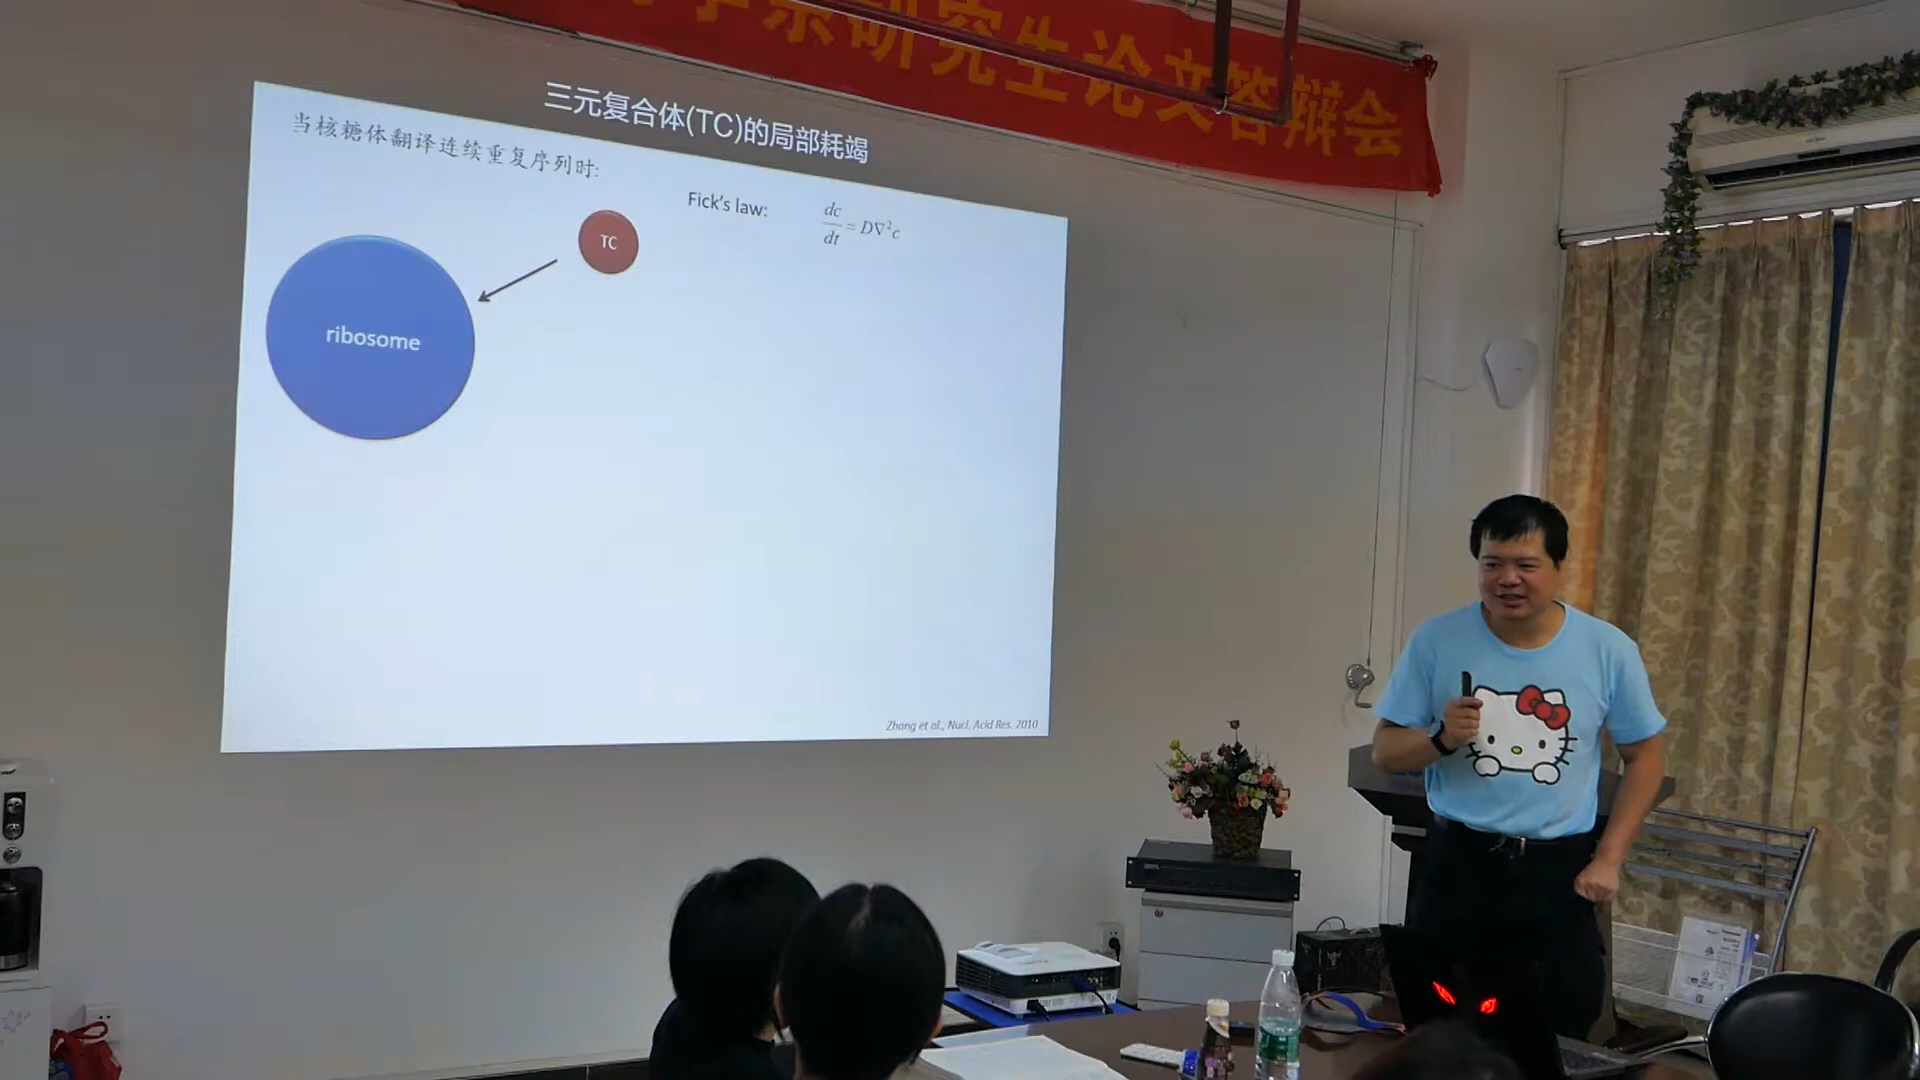 学系研究生论文答辩会
三元复合体(TC)的局部耗竭
当核糖体翻译连续重复序列时:
Fick's law:
dc/dt = D∇²c
TC
ribosome
Zhang et al., Nucl. Acid Res. 2010